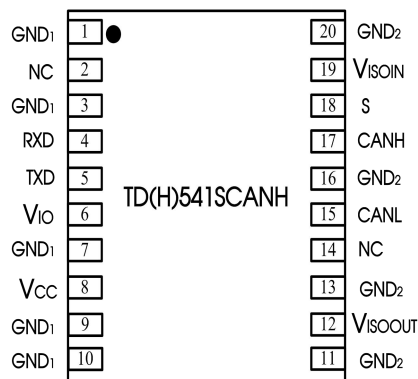 GND1 1 20 GND2
NC 2 19 VISOIN
GND1 3 18 S
RXD 4 17 CANH
TXD 5 16 GND2
TD(H)541SCANH
VIO 6 15 CANL
GND1 7 14 NC
VCC 8 13 GND2
GND1 9 12 VISOOUT
GND1 10 11 GND2